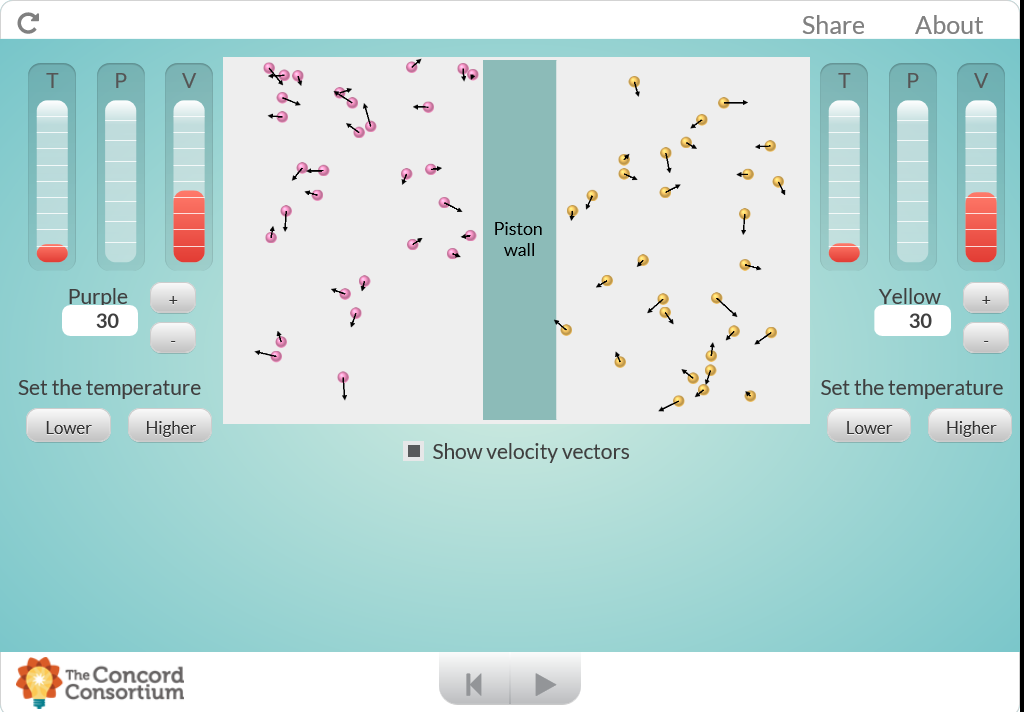 Share About
T P V
T P V
Piston
wall
Purple
30
+
-
Yellow
30
+
-
Set the temperature
Lower Higher
Set the temperature
Lower Higher
Show velocity vectors
The Concord
Consortium